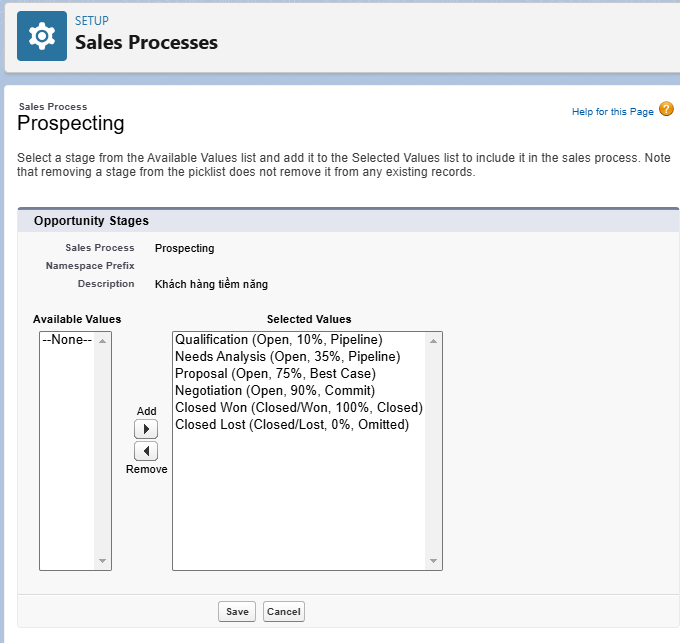 SETUP
Sales Processes
Sales Process
Prospecting
Help for this Page ?
Select a stage from the Available Values list and add it to the Selected Values list to include it in the sales process. Note
that removing a stage from the picklist does not remove it from any existing records.
Opportunity Stages
Sales Process Prospecting
Namespace Prefix
Description Khách hàng tiềm năng
Available Values Selected Values
--None--
Qualification (Open, 10%, Pipeline)
Needs Analysis (Open, 35%, Pipeline)
Proposal (Open, 75%, Best Case)
Negotiation (Open, 90%, Commit)
Closed Won (Closed/Won, 100%, Closed)
Closed Lost (Closed/Lost, 0%, Omitted)
Add
Remove
Save Cancel